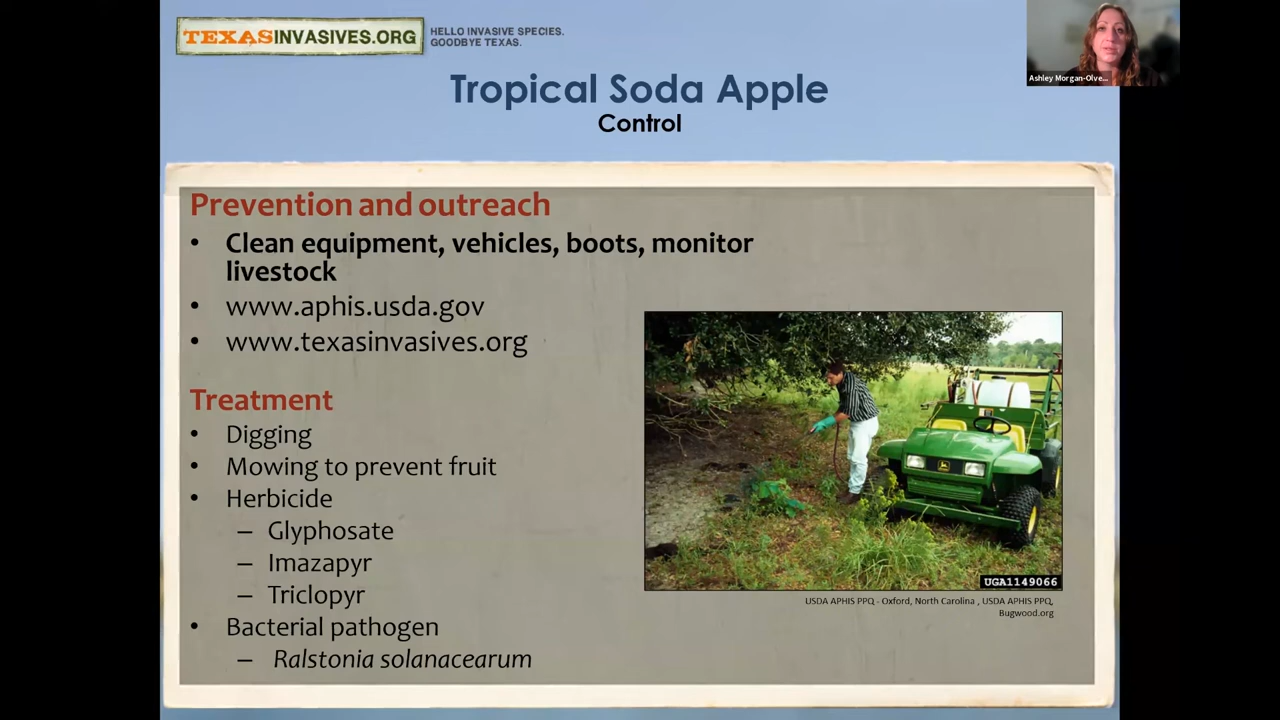 TEXASINVASIVES.ORG
HELLO INVASIVE SPECIES.
GOODBYE TEXAS.
Ashley Morgan-Olve...
Tropical Soda Apple
Control
Prevention and outreach
• Clean equipment, vehicles, boots, monitor
livestock
• www.aphis.usda.gov
• www.texasinvasives.org
Treatment
• Digging
• Mowing to prevent fruit
• Herbicide
– Glyphosate
– Imazapyr
– Triclopyr
• Bacterial pathogen
– Ralstonia solanacearum
UGA1149066
USDA APHIS PPQ - Oxford, North Carolina , USDA APHIS PPQ,
Bugwood.org